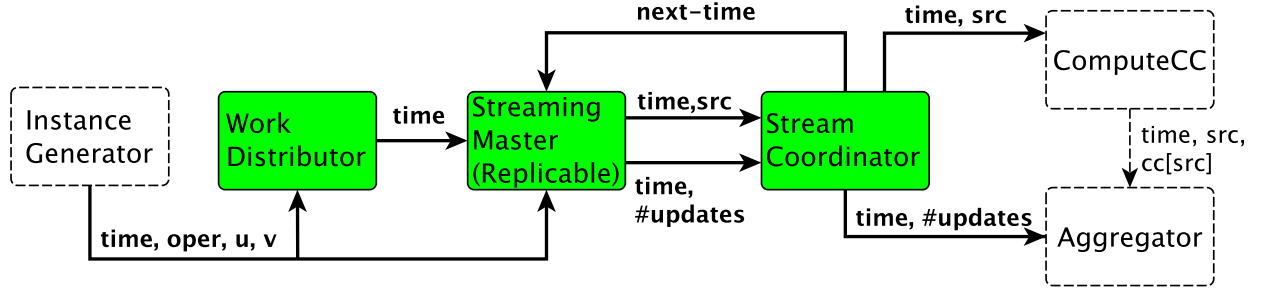 next-time
time, src
ComputeCC
Instance
Generator
Work
Distributor
time
Streaming
Master
(Replicable)
time,src
time,
#updates
Stream
Coordinator
time, src,
cc[src]
time, oper, u, v
time, #updates
Aggregator